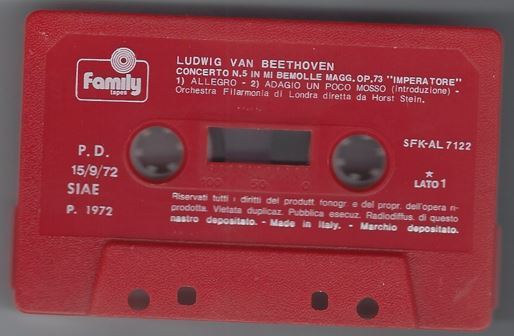 Family
tapes
LUDWIG VAN BEETHOVEN
CONCERTO N.5 IN MI BEMOLLE MAGG. OP.73 "IMPERATORE"
1) ALLEGRO - 2) ADAGIO UN POCO MOSSO (introduzione) -
Orchestra Filarmonia di Londra diretta da Horst Stein.
P. D.
15/9/72
SIAE
P. 1972
SFK-AL 7122
*
LATO 1
100 50 0
Riservati tutti i diritti del produtt. fonogr. e del propr. dell'opera ri-
prodotta. Vietata duplicaz. Pubblica esecuz. Radiodiffus. di questo
nastro depositato. - Made in Italy. - Marchio depositato.